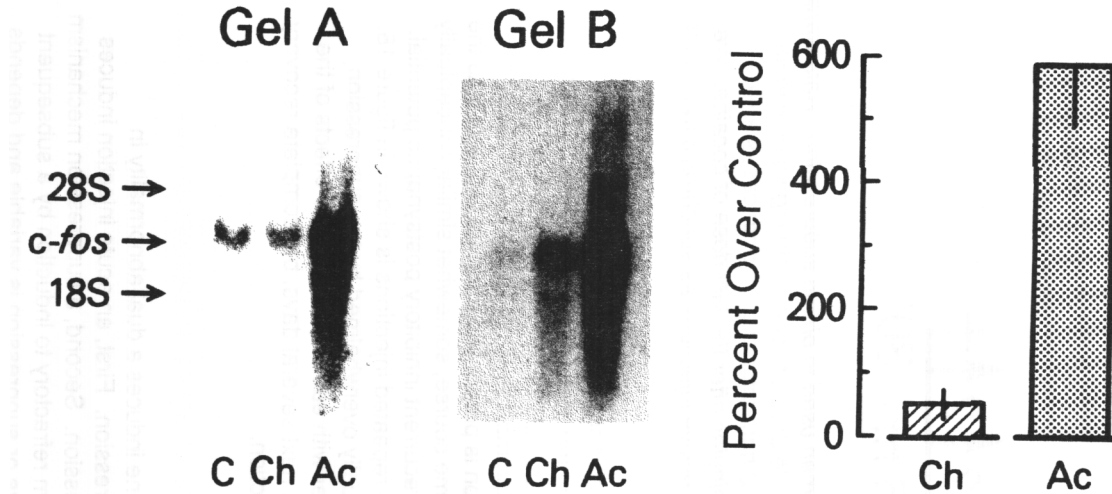 Gel A
Gel B
28S →
c-fos →
18S →
C Ch Ac
C Ch Ac
Percent Over Control
600
400
200
0
Ch
Ac